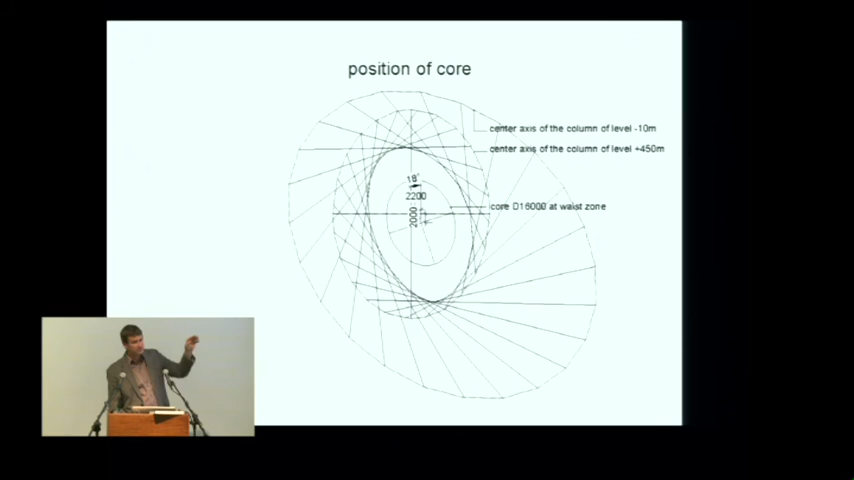 position of core
center axis of the column of level -10m
center axis of the column of level +450m
18°
2200
core D16000 at waist zone
2000